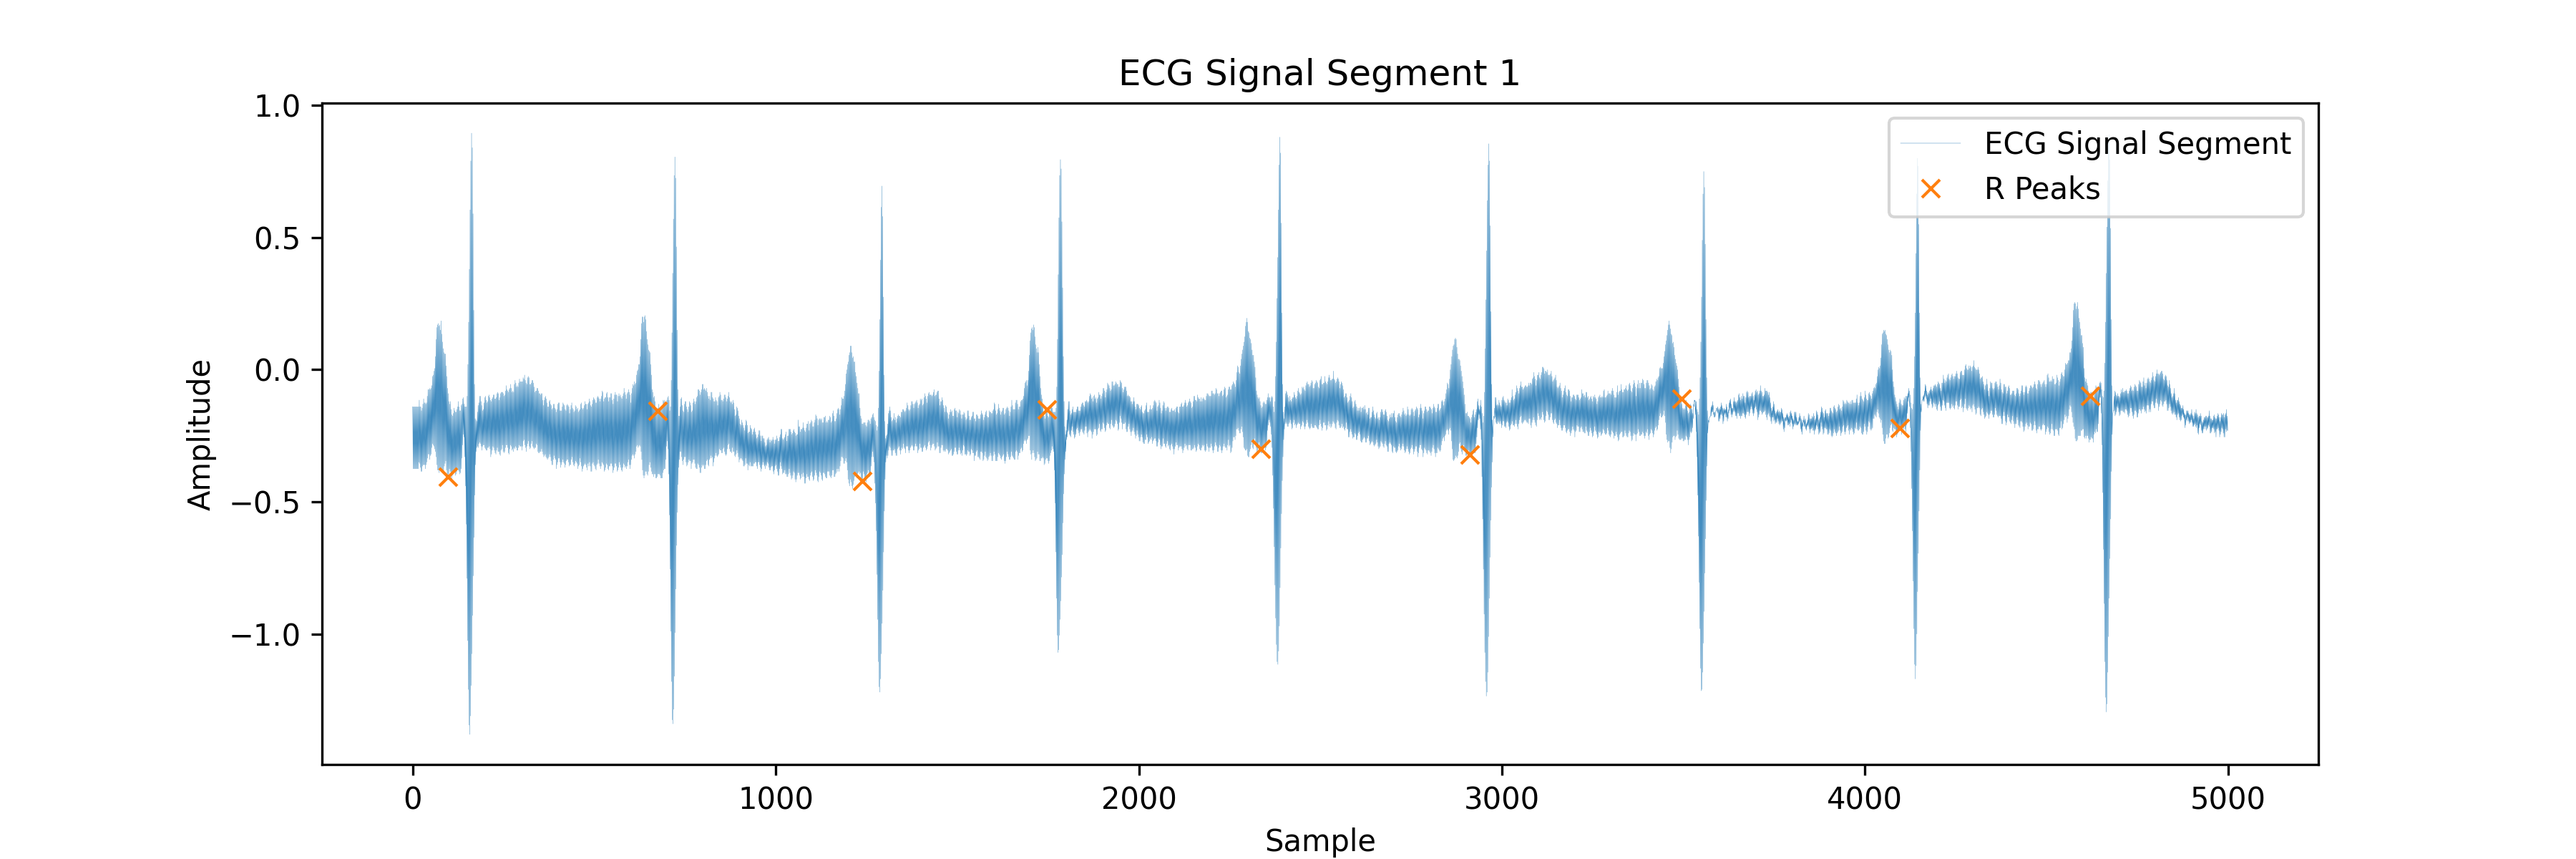 ECG Signal Segment 1
1.0
0.5
0.0
−0.5
−1.0
Amplitude
ECG Signal Segment
R Peaks
0 1000 2000 3000 4000 5000
Sample